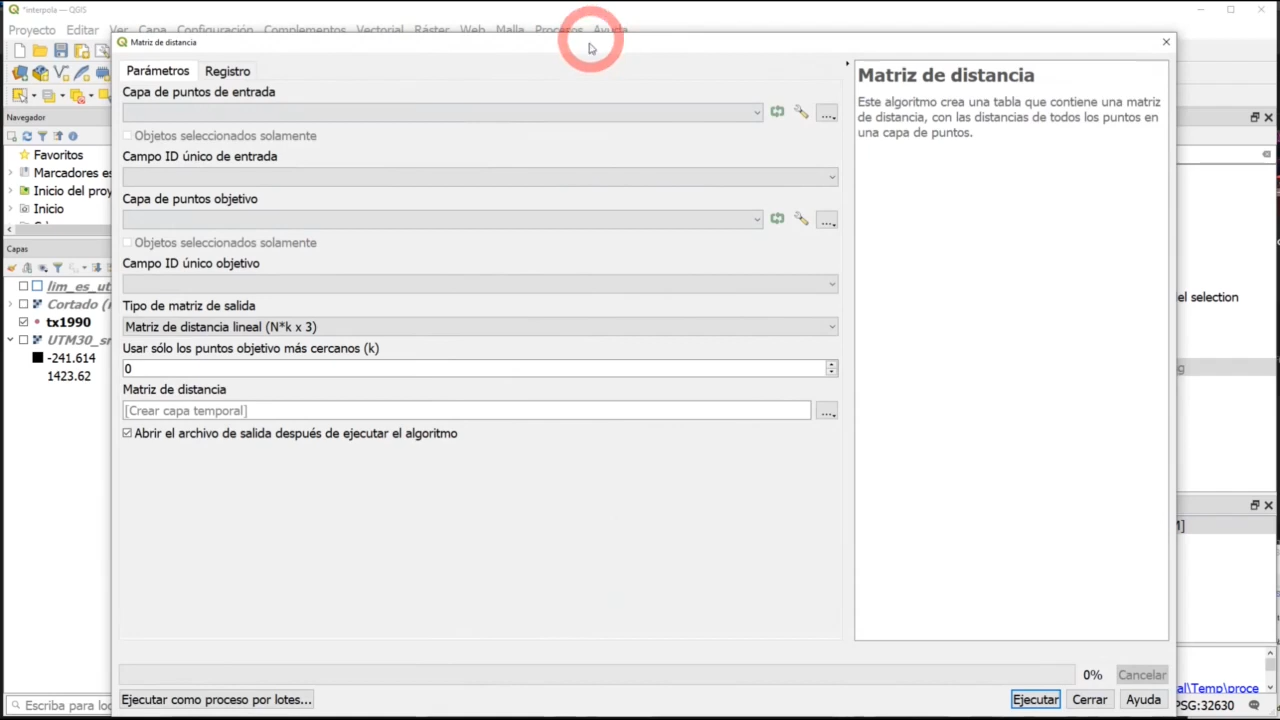 *interpola — QGIS
Proyecto Editar Ver Capa Configuración Complementos Vectorial Ráster Web Malla Procesos Ayuda
Matriz de distancia
Parámetros Registro
Capa de puntos de entrada
Objetos seleccionados solamente
Campo ID único de entrada
Capa de puntos objetivo
Objetos seleccionados solamente
Campo ID único objetivo
Tipo de matriz de salida
Matriz de distancia lineal (N*k x 3)
Usar sólo los puntos objetivo más cercanos (k)
0
Matriz de distancia
[Crear capa temporal]
Abrir el archivo de salida después de ejecutar el algoritmo
Matriz de distancia
Este algoritmo crea una tabla que contiene una matriz
de distancia, con las distancias de todos los puntos en
una capa de puntos.
0% Cancelar
Ejecutar como proceso por lotes... Ejecutar Cerrar Ayuda
Navegador
Favoritos
Marcadores es
Inicio del proy
Inicio
Capas
lim_es_ut
Cortado (
tx1990
UTM30_sr
-241.614
1423.62
Escriba para loc
el selection
al\Temp\proce
PSG:32630